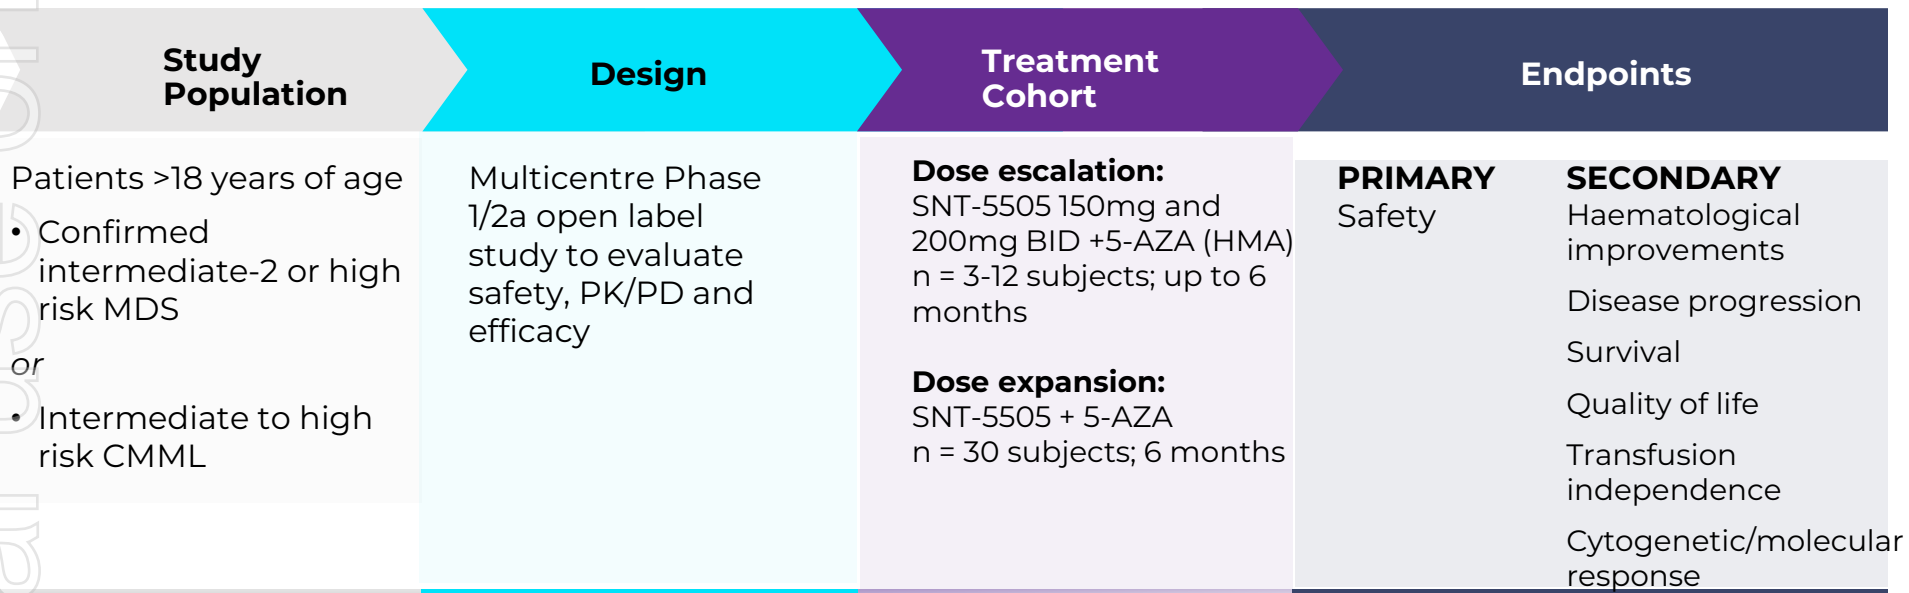 Study
Population
Design
Treatment
Cohort
Endpoints
Patients >18 years of age
• Confirmed
intermediate-2 or high
risk MDS
or
• Intermediate to high
risk CMML
Multicentre Phase
1/2a open label
study to evaluate
safety, PK/PD and
efficacy
Dose escalation:
SNT-5505 150mg and
200mg BID +5-AZA (HMA)
n = 3-12 subjects; up to 6
months
Dose expansion:
SNT-5505 + 5-AZA
n = 30 subjects; 6 months
PRIMARY
Safety
SECONDARY
Haematological
improvements
Disease progression
Survival
Quality of life
Transfusion
independence
Cytogenetic/molecular
response